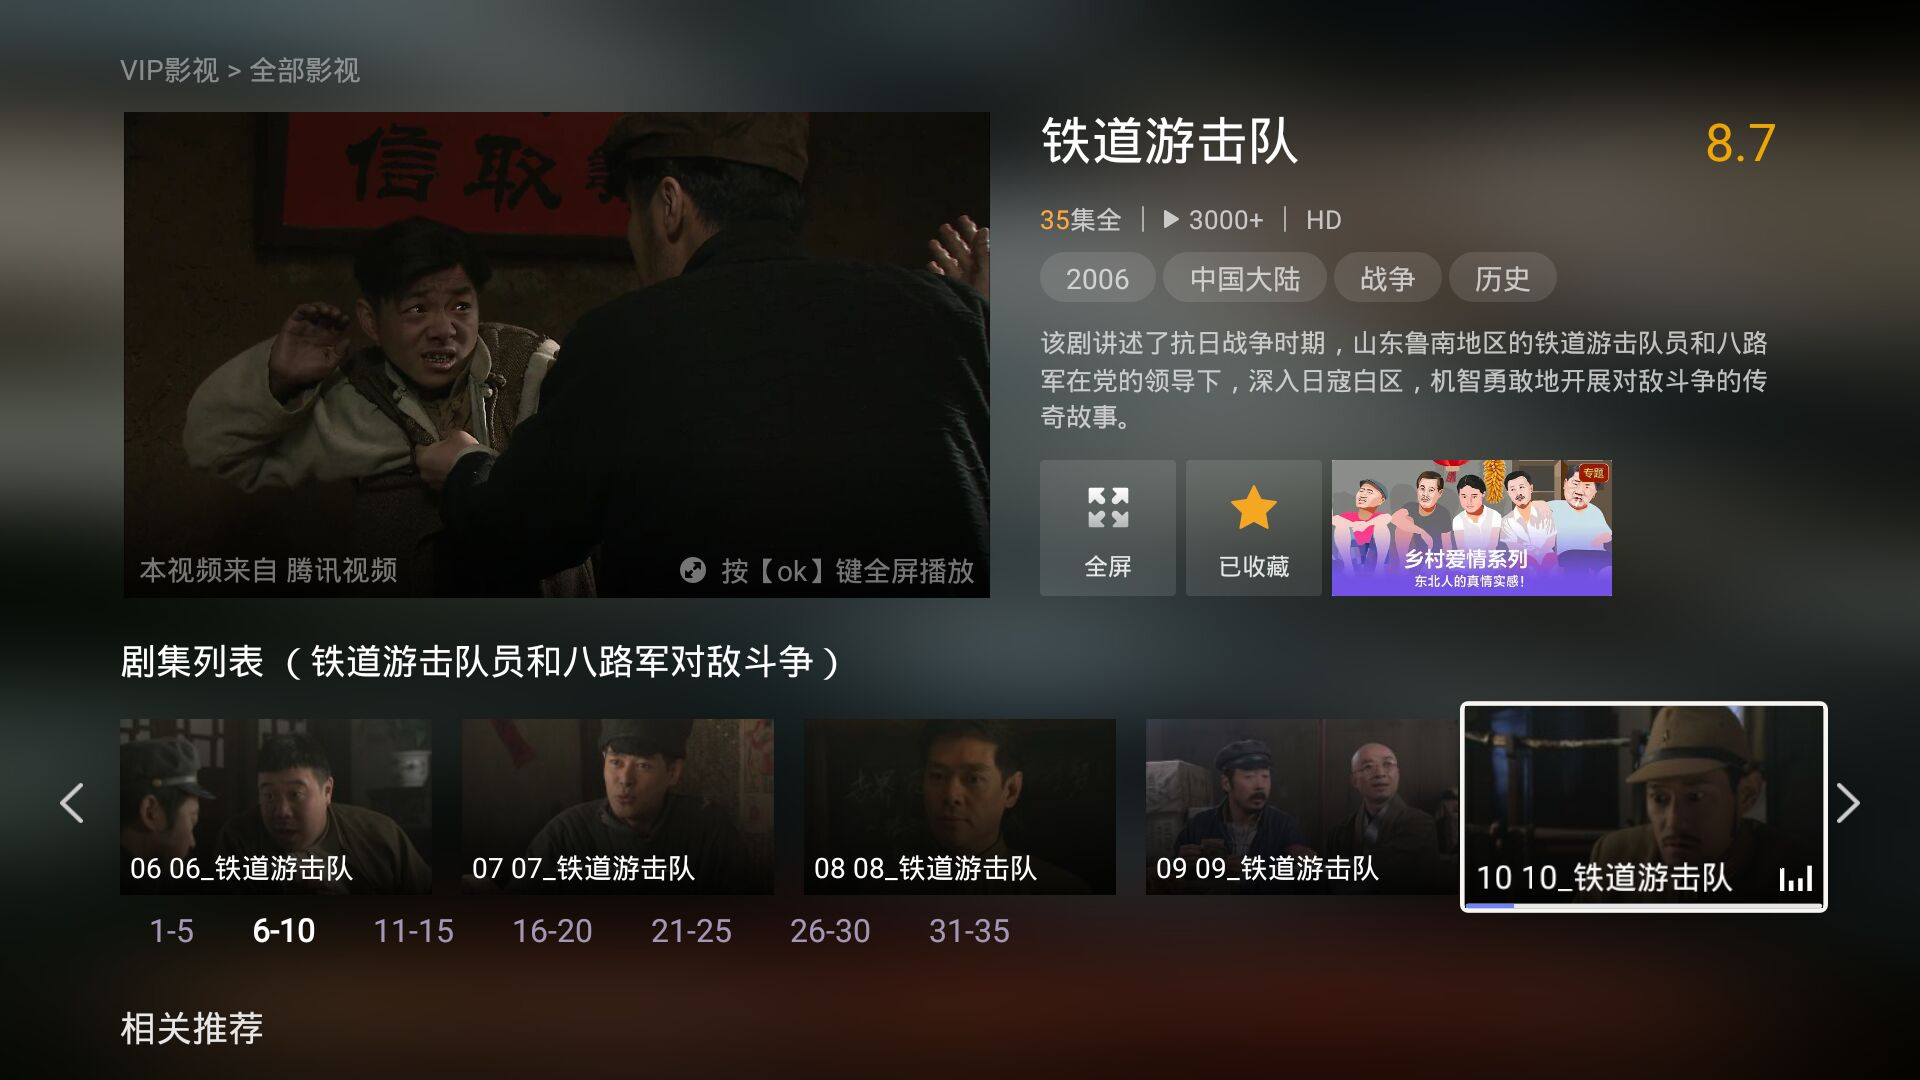 VIP影视 > 全部影视
信 取
本视频来自 腾讯视频
按【ok】键全屏播放
铁道游击队
8.7
35集全 | 3000+ | HD
2006 中国大陆 战争 历史
该剧讲述了抗日战争时期，山东鲁南地区的铁道游击队员和八路
军在党的领导下，深入日寇白区，机智勇敢地开展对敌斗争的传
奇故事。
全屏
已收藏
专题
乡村爱情系列
东北人的真情实感！
剧集列表 （铁道游击队员和八路军对敌斗争）
06 06_铁道游击队
07 07_铁道游击队
08 08_铁道游击队
09 09_铁道游击队
10 10_铁道游击队
1-5 6-10 11-15 16-20 21-25 26-30 31-35
相关推荐